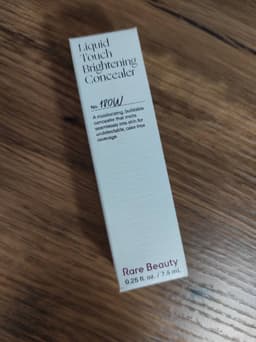 Liquid
Touch
Brightening
Concealer
No. 180W
A moisturizing, buildable
concealer that melts
seamlessly into skin for
undetectable, cake-free
coverage.
Rare Beauty
0.25 fl. oz. / 7.5 mL